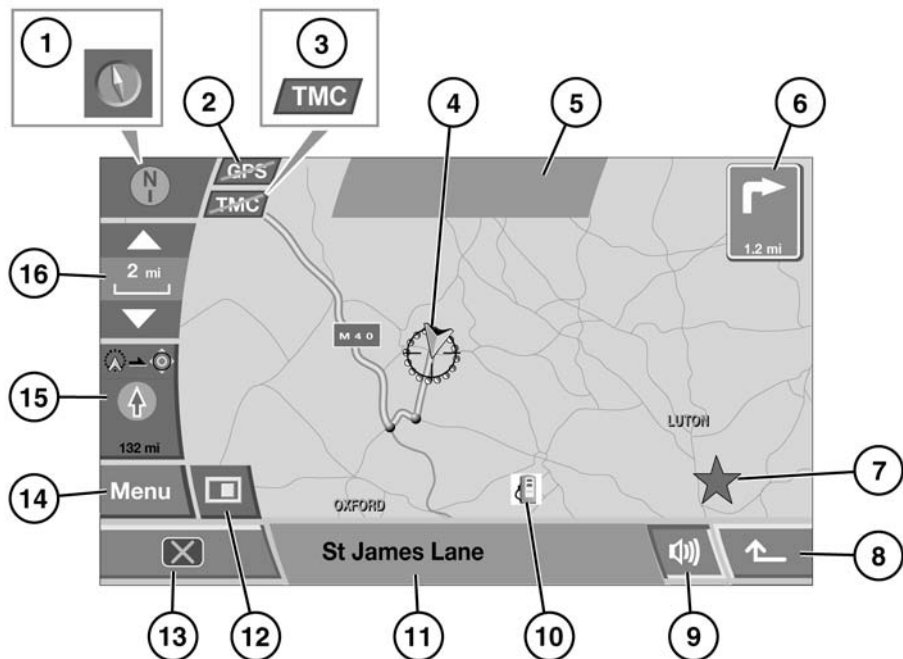 1
3
TMC
2
4
5
6
GPS
TMC
N
1.2 mi
16
2 mi
M 4 0
15
132 mi
LUTON
7
14
Menu
OXFORD
St James Lane
8
13
12
11
10
9